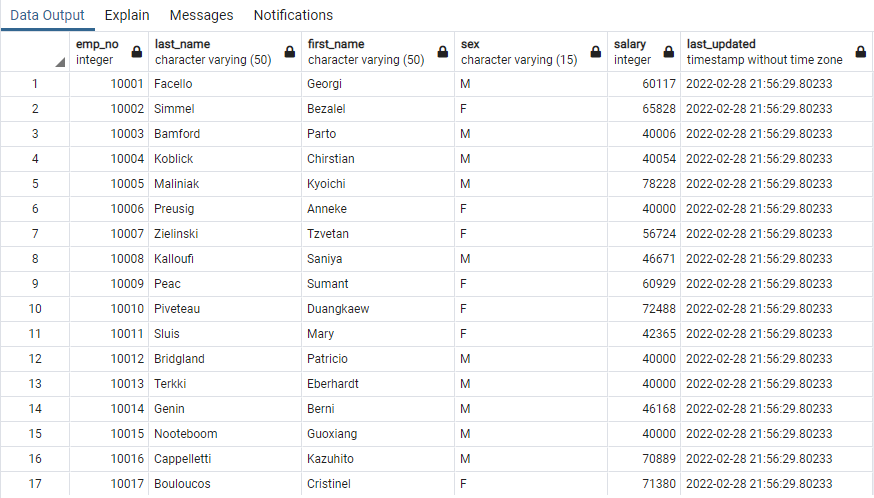 Data Output Explain Messages Notifications
emp_no last_name first_name sex salary last_updated
integer character varying (50) character varying (50) character varying (15) integer timestamp without time zone
1 10001 Facello Georgi M 60117 2022-02-28 21:56:29.80233
2 10002 Simmel Bezalel F 65828 2022-02-28 21:56:29.80233
3 10003 Bamford Parto M 40006 2022-02-28 21:56:29.80233
4 10004 Koblick Chirstian M 40054 2022-02-28 21:56:29.80233
5 10005 Maliniak Kyoichi M 78228 2022-02-28 21:56:29.80233
6 10006 Preusig Anneke F 40000 2022-02-28 21:56:29.80233
7 10007 Zielinski Tzvetan F 56724 2022-02-28 21:56:29.80233
8 10008 Kalloufi Saniya M 46671 2022-02-28 21:56:29.80233
9 10009 Peac Sumant F 60929 2022-02-28 21:56:29.80233
10 10010 Piveteau Duangkaew F 72488 2022-02-28 21:56:29.80233
11 10011 Sluis Mary F 42365 2022-02-28 21:56:29.80233
12 10012 Bridgland Patricio M 40000 2022-02-28 21:56:29.80233
13 10013 Terkki Eberhardt M 40000 2022-02-28 21:56:29.80233
14 10014 Genin Berni M 46168 2022-02-28 21:56:29.80233
15 10015 Nooteboom Guoxiang M 40000 2022-02-28 21:56:29.80233
16 10016 Cappelletti Kazuhito M 70889 2022-02-28 21:56:29.80233
17 10017 Bouloucos Cristinel F 71380 2022-02-28 21:56:29.80233